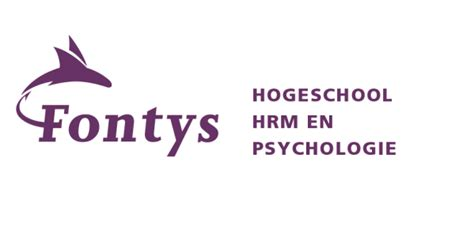 Fontys
HOGESCHOOL
HRM EN
PSYCHOLOGIE